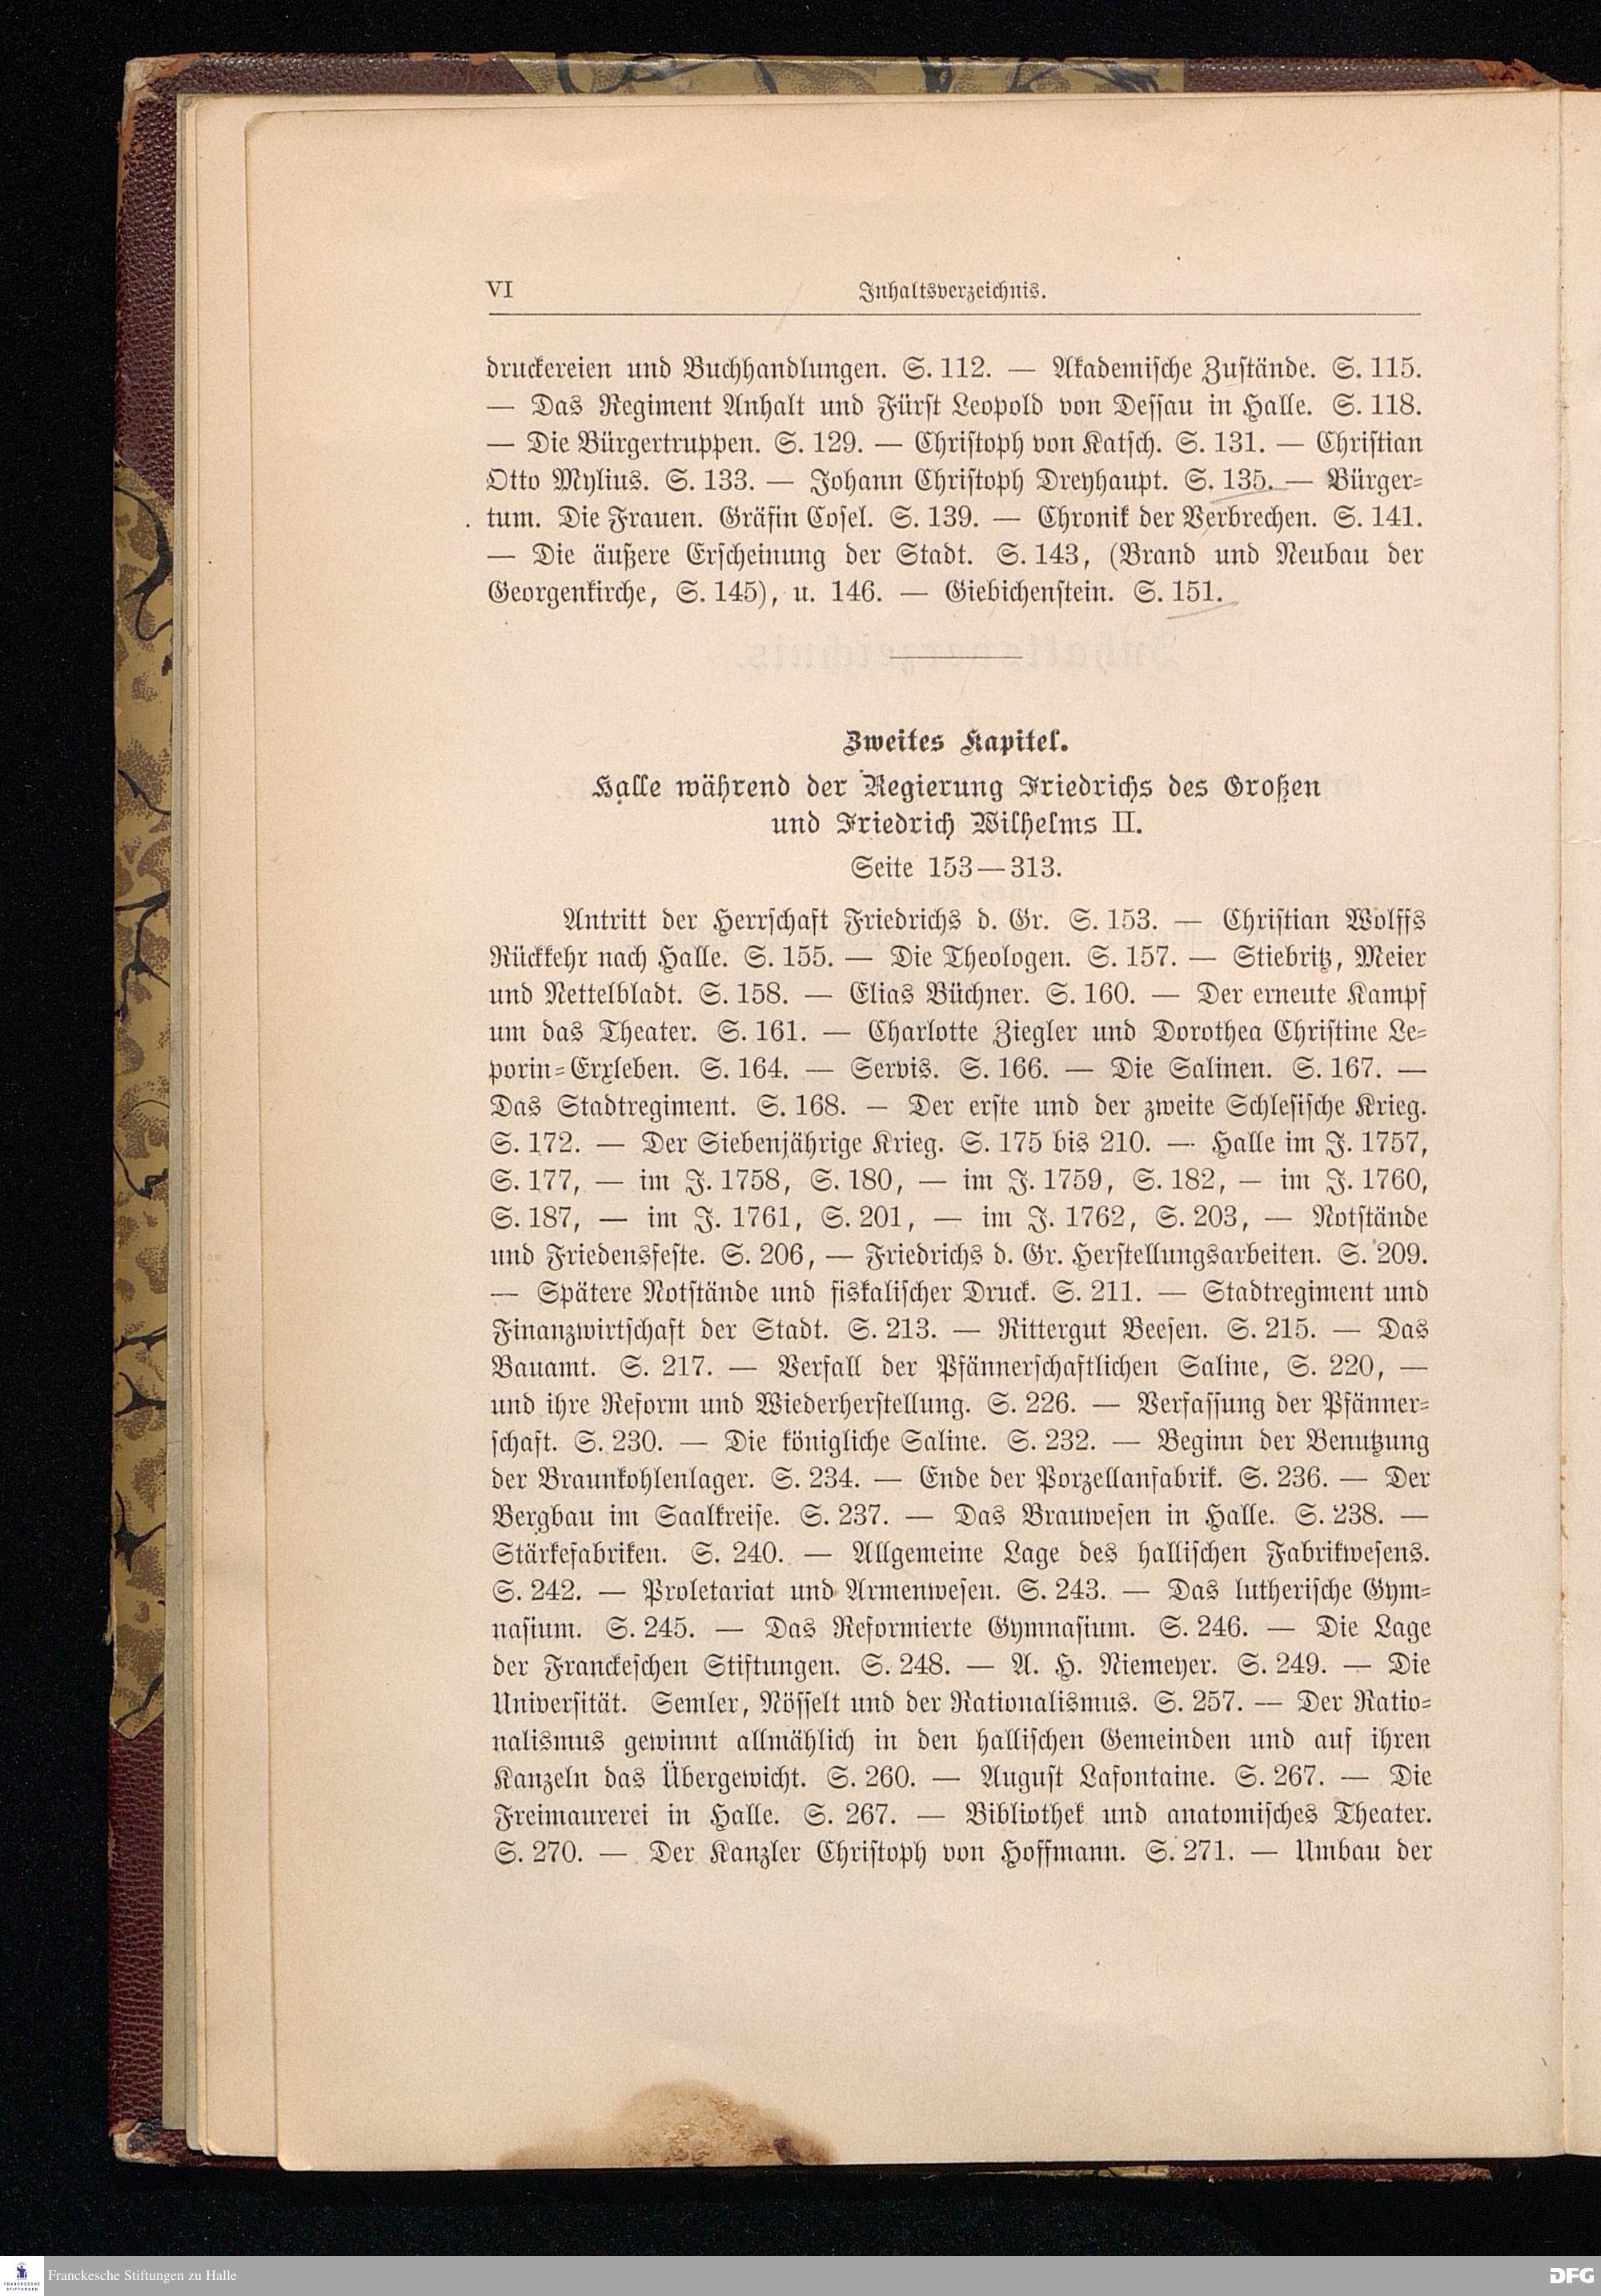 VI Inhaltsverzeichnis.
druckereien und Buchhandlungen. S. 112. — Akademische Zustände. S. 115.
— Das Regiment Anhalt und Fürst Leopold von Dessau in Halle. S. 118.
— Die Bürgertruppen. S. 129. — Christoph von Katsch. S. 131. — Christian
Otto Mylius. S. 133. — Johann Christoph Dreyhaupt. S. 135. — Bürger-
tum. Die Frauen. Gräfin Cosel. S. 139. — Chronik der Verbrechen. S. 141.
— Die äußere Erscheinung der Stadt. S. 143, (Brand und Neubau der
Georgenkirche, S. 145), u. 146. — Giebichenstein. S. 151.
Zweites Kapitel.
Halle während der Regierung Friedrichs des Großen
und Friedrich Wilhelms II.
Seite 153—313.
Antritt der Herrschaft Friedrichs d. Gr. S. 153. — Christian Wolffs
Rückkehr nach Halle. S. 155. — Die Theologen. S. 157. — Stiebritz, Meier
und Nettelbladt. S. 158. — Elias Büchner. S. 160. — Der erneute Kampf
um das Theater. S. 161. — Charlotte Ziegler und Dorothea Christine Le-
porin-Erxleben. S. 164. — Servis. S. 166. — Die Salinen. S. 167. —
Das Stadtregiment. S. 168. — Der erste und der zweite Schlesische Krieg.
S. 172. — Der Siebenjährige Krieg. S. 175 bis 210. — Halle im J. 1757,
S. 177, — im J. 1758, S. 180, — im J. 1759, S. 182, — im J. 1760,
S. 187, — im J. 1761, S. 201, — im J. 1762, S. 203, — Notstände
und Friedensfeste. S. 206, — Friedrichs d. Gr. Herstellungsarbeiten. S. 209.
— Spätere Notstände und fiskalischer Druck. S. 211. — Stadtregiment und
Finanzwirtschaft der Stadt. S. 213. — Rittergut Beesen. S. 215. — Das
Bauamt. S. 217. — Verfall der Pfännerschaftlichen Saline, S. 220, —
und ihre Reform und Wiederherstellung. S. 226. — Verfassung der Pfänner-
schaft. S. 230. — Die königliche Saline. S. 232. — Beginn der Benutzung
der Braunkohlenlager. S. 234. — Ende der Porzellanfabrik. S. 236. — Der
Bergbau im Saalkreise. S. 237. — Das Brauwesen in Halle. S. 238. —
Stärkefabriken. S. 240. — Allgemeine Lage des hallischen Fabrikwesens.
S. 242. — Proletariat und Armenwesen. S. 243. — Das lutherische Gym-
nasium. S. 245. — Das Reformierte Gymnasium. S. 246. — Die Lage
der Franckeschen Stiftungen. S. 248. — A. H. Niemeyer. S. 249. — Die
Universität. Semler, Nösselt und der Rationalismus. S. 257. — Der Ratio-
nalismus gewinnt allmählich in den hallischen Gemeinden und auf ihren
Kanzeln das Übergewicht. S. 260. — August Lafontaine. S. 267. — Die
Freimaurerei in Halle. S. 267. — Bibliothek und anatomisches Theater.
S. 270. — Der Kanzler Christoph von Hoffmann. S. 271. — Umbau der
FRANCKESCHE STIFTUNGEN Franckesche Stiftungen zu Halle DFG